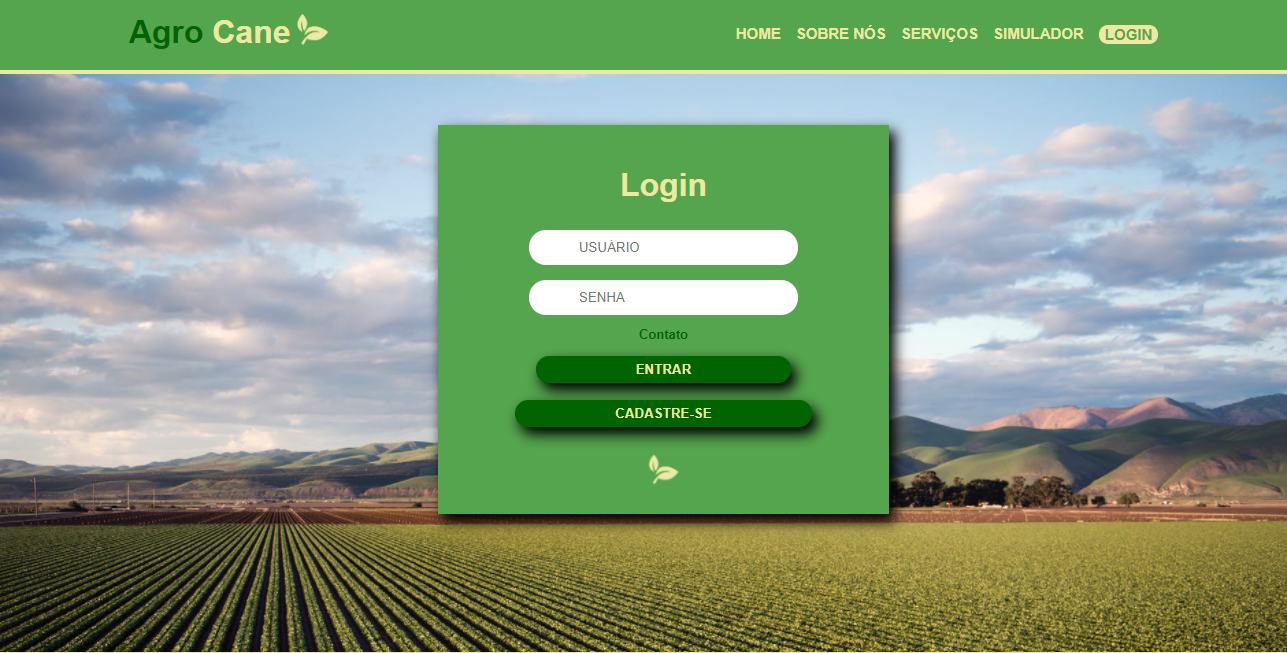 Agro Cane
HOME SOBRE NÓS SERVIÇOS SIMULADOR LOGIN
Login
USUÁRIO
SENHA
Contato
ENTRAR
CADASTRE-SE